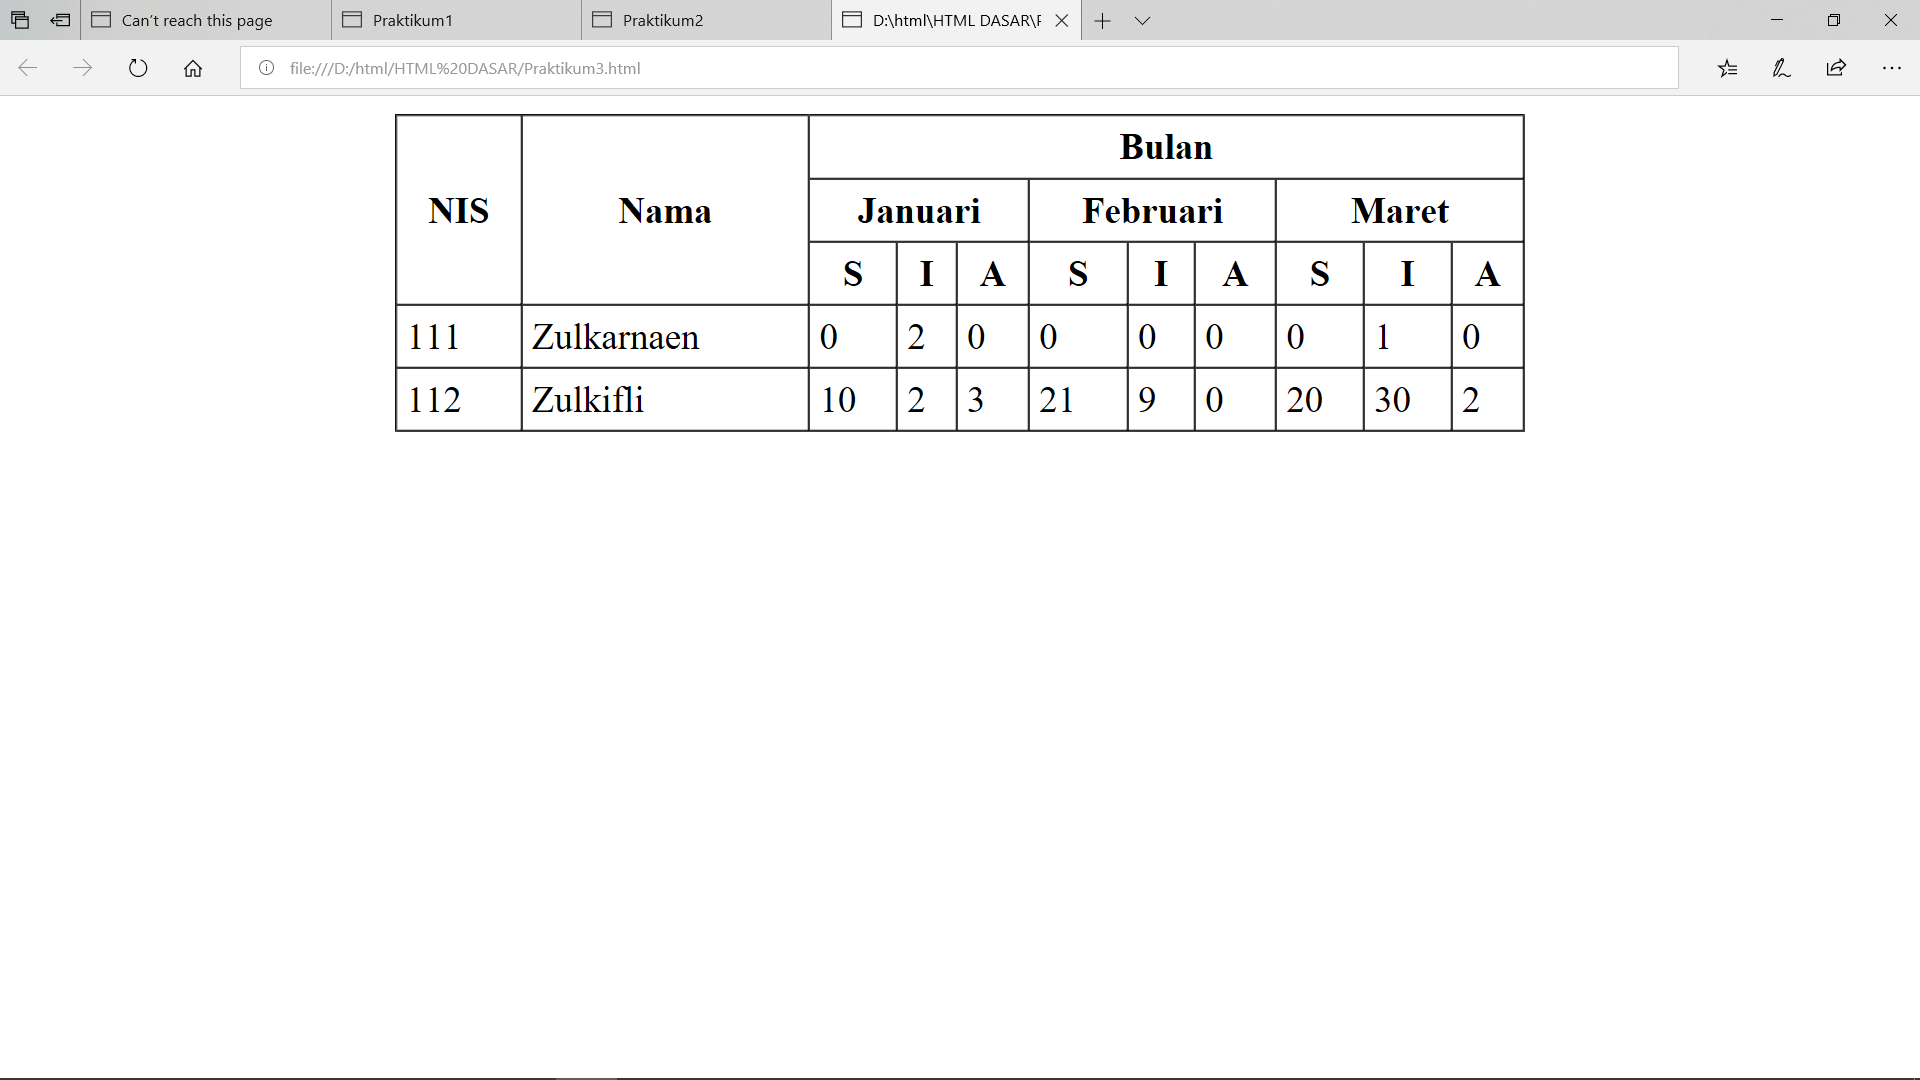 Can't reach this page Praktikum1 Praktikum2 D:\html\HTML DASAR\F
file:///D:/html/HTML%20DASAR/Praktikum3.html
NIS Nama Bulan
Januari Februari Maret
S I A S I A S I A
111 Zulkarnaen 0 2 0 0 0 0 0 1 0
112 Zulkifli 10 2 3 21 9 0 20 30 2